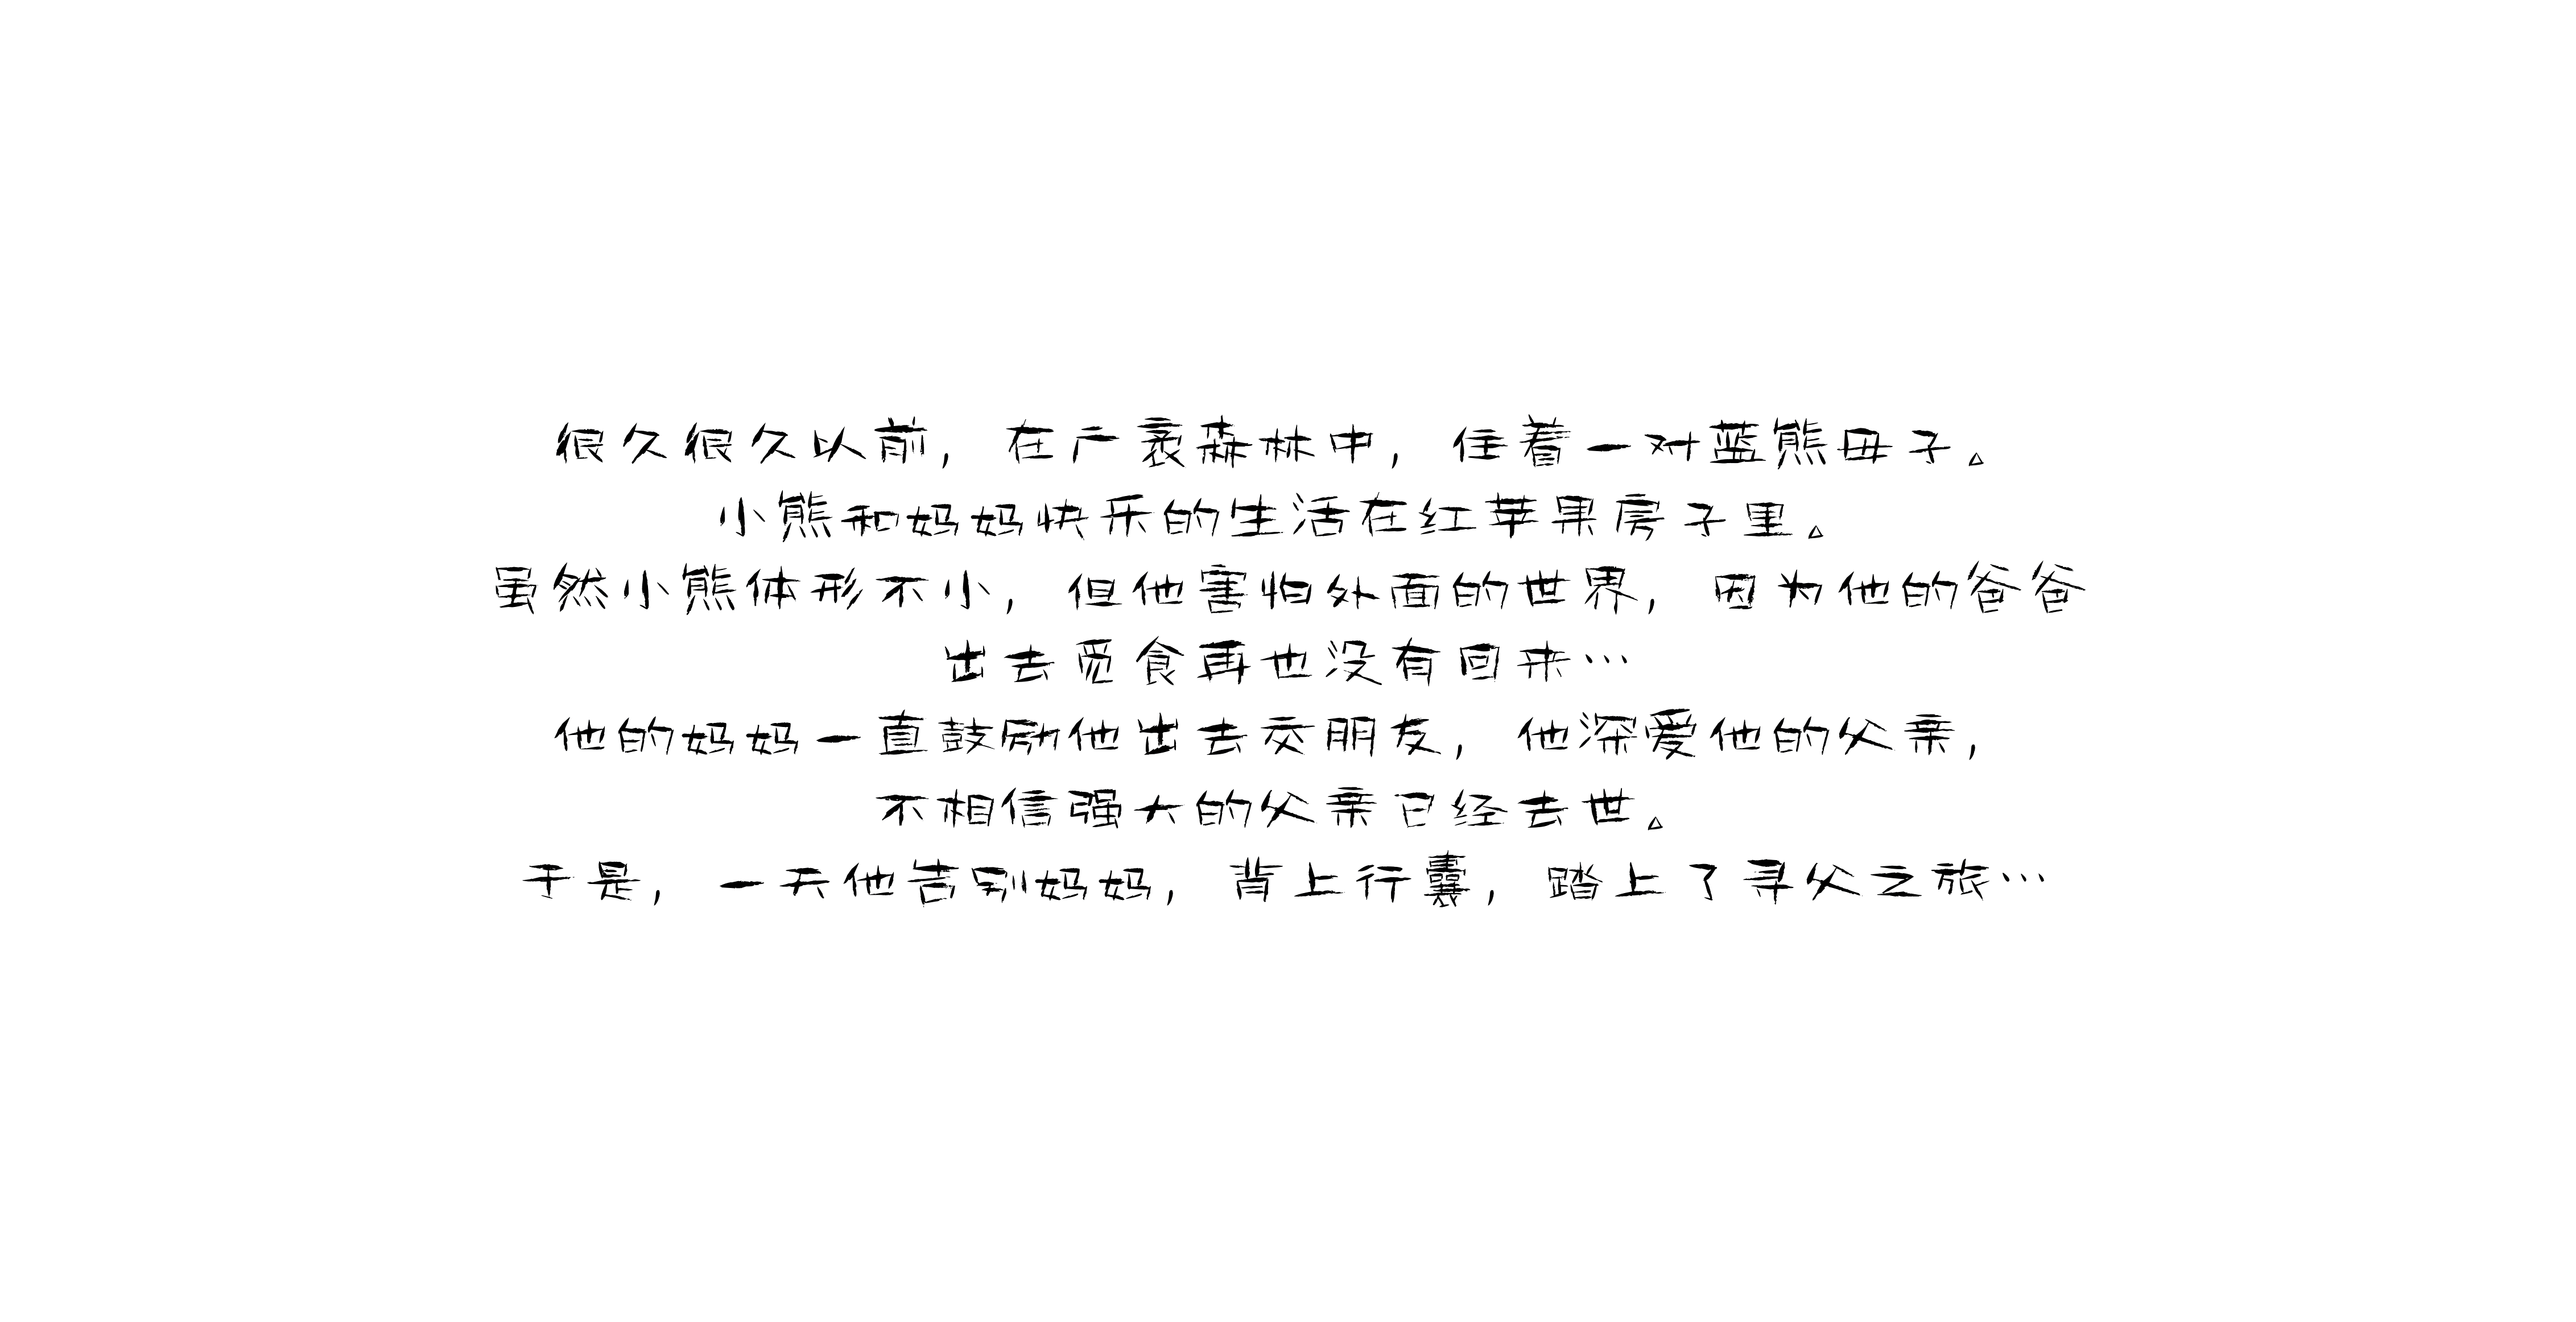 很久很久以前，在广袤森林中，住着一对蓝熊母子。
小熊和妈妈快乐的生活在红苹果房子里。
虽然小熊体形不小，但他害怕外面的世界，因为他的爸爸
出去觅食再也没有回来…
他的妈妈一直鼓励他出去交朋友，他深爱他的父亲，
不相信强大的父亲已经去世。
于是，一天他告别妈妈，背上行囊，踏上了寻父之旅…